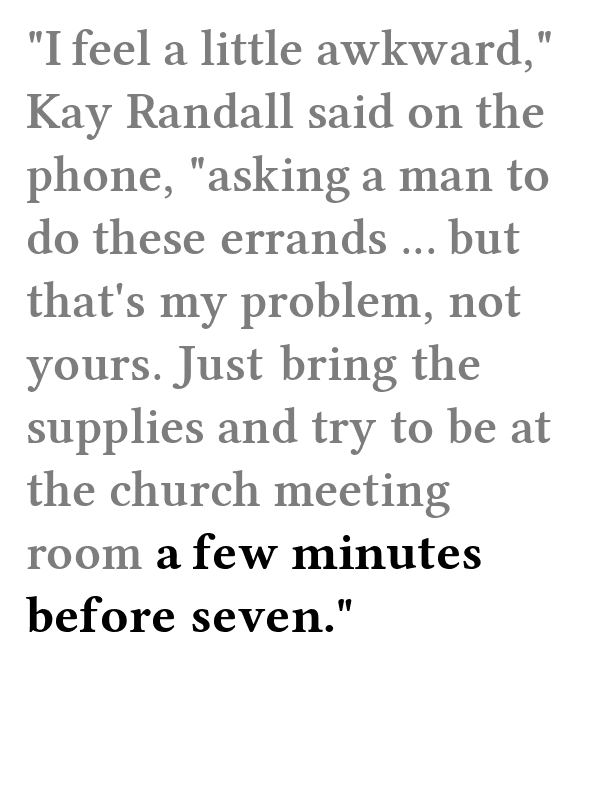 "I feel a little awkward,"
Kay Randall said on the
phone, "asking a man to
do these errands ... but
that's my problem, not
yours. Just bring the
supplies and try to be at
the church meeting
room a few minutes
before seven."